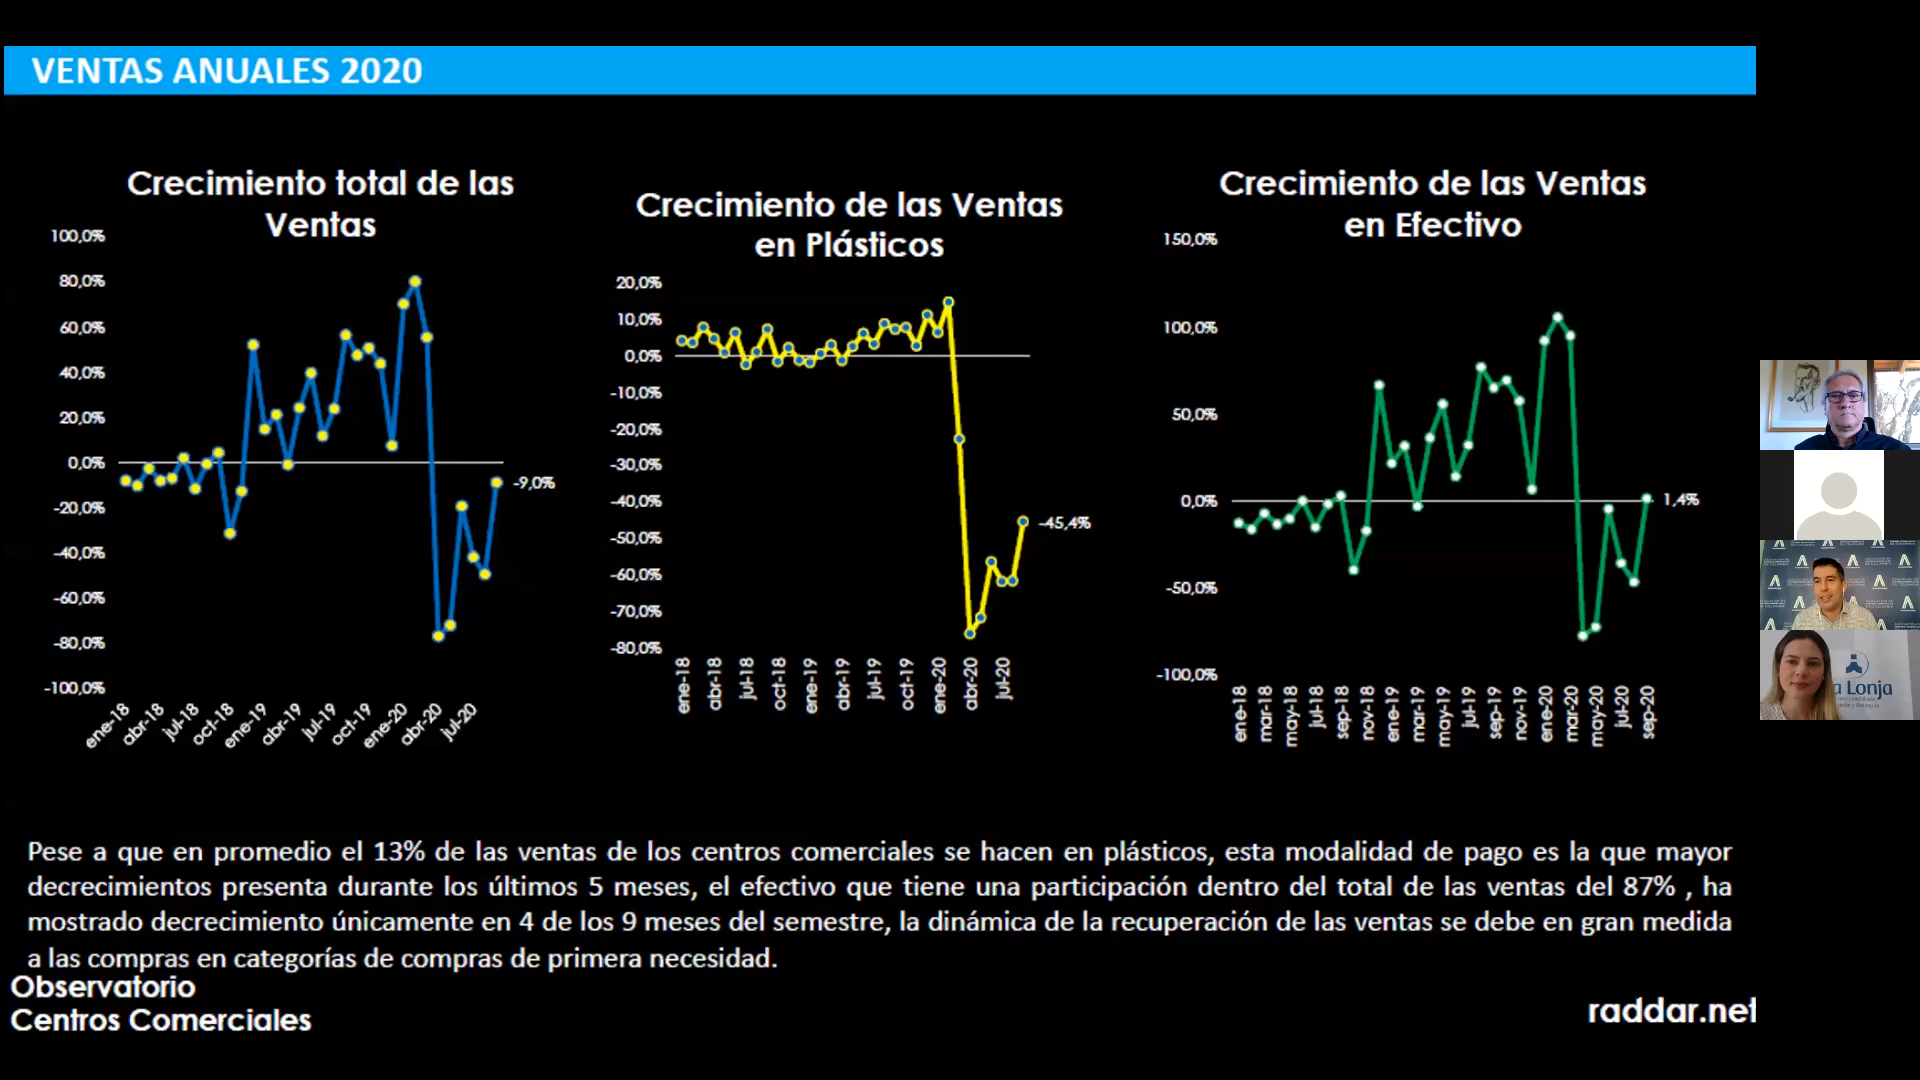 VENTAS ANUALES 2020
Crecimiento total de las
Ventas
100,0%
80,0%
60,0%
40,0%
20,0%
0,0%
-20,0%
-40,0%
-60,0%
-80,0%
-100,0%
-9,0%
ene-18
abr-18
jul-18
oct-18
ene-19
abr-19
jul-19
oct-19
ene-20
abr-20
jul-20
Crecimiento de las Ventas
en Plásticos
20,0%
10,0%
0,0%
-10,0%
-20,0%
-30,0%
-40,0%
-50,0%
-60,0%
-70,0%
-80,0%
-45,4%
ene-18
abr-18
jul-18
oct-18
ene-19
abr-19
jul-19
oct-19
ene-20
abr-20
jul-20
Crecimiento de las Ventas
en Efectivo
150,0%
100,0%
50,0%
0,0%
-50,0%
-100,0%
1,4%
ene-18
mar-18
may-18
jul-18
sep-18
nov-18
ene-19
mar-19
may-19
jul-19
sep-19
nov-19
ene-20
mar-20
may-20
jul-20
sep-20
Pese a que en promedio el 13% de las ventas de los centros comerciales se hacen en plásticos, esta modalidad de pago es la que mayor
decrecimientos presenta durante los últimos 5 meses, el efectivo que tiene una participación dentro del total de las ventas del 87% , ha
mostrado decrecimiento únicamente en 4 de los 9 meses del semestre, la dinámica de la recuperación de las ventas se debe en gran medida
a las compras en categorías de compras de primera necesidad.
Observatorio
Centros Comerciales
raddar.net
a Lonja